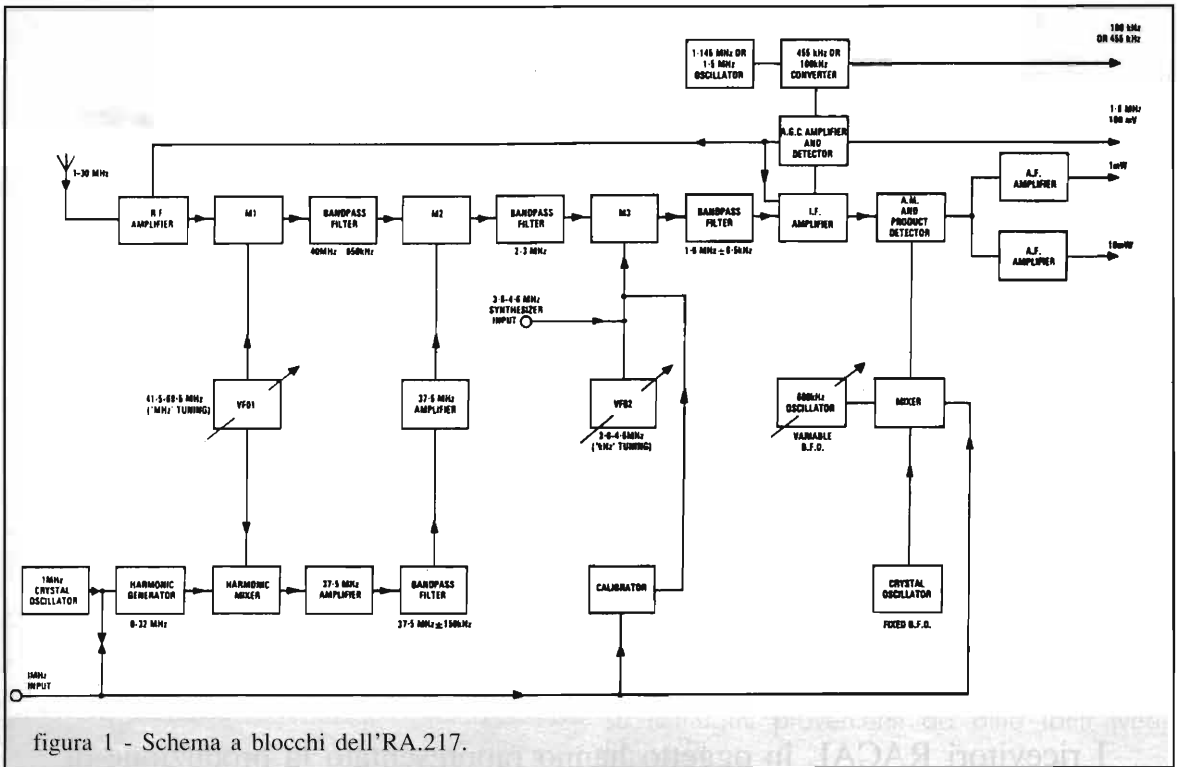 100 kHz
OR 455 kHz
1·145 MHz OR
1·5 MHz
OSCILLATOR
455 kHz OR
100kHz
CONVERTER
1·6 MHz
100 mV
A.G.C AMPLIFIER
AND
DETECTOR
1-30 MHz
R.F
AMPLIFIER
M1
BANDPASS
FILTER
40MHz 650kHz
M2
BANDPASS
FILTER
2-3 MHz
M3
BANDPASS
FILTER
1·6 MHz ± 6·5kHz
I.F.
AMPLIFIER
A.M.
AND
PRODUCT
DETECTOR
A.F.
AMPLIFIER
1mW
A.F.
AMPLIFIER
10mW
3·6-4·6 MHz
SYNTHESIZER
INPUT
41·5-69·5 MHz
('MHz' TUNING)
VFO1
37·5 MHz
AMPLIFIER
VFO2
3·6-4·6MHz
('kHz' TUNING)
600kHz
OSCILLATOR
VARIABLE
B.F.O.
MIXER
1MHz
CRYSTAL
OSCILLATOR
HARMONIC
GENERATOR
HARMONIC
MIXER
37·5 MHz
AMPLIFIER
BANDPASS
FILTER
37·5 MHz ± 150kHz
CALIBRATOR
CRYSTAL
OSCILLATOR
FIXED B.F.O.
1MHz
INPUT
figura 1 - Schema a blocchi dell'RA.217.